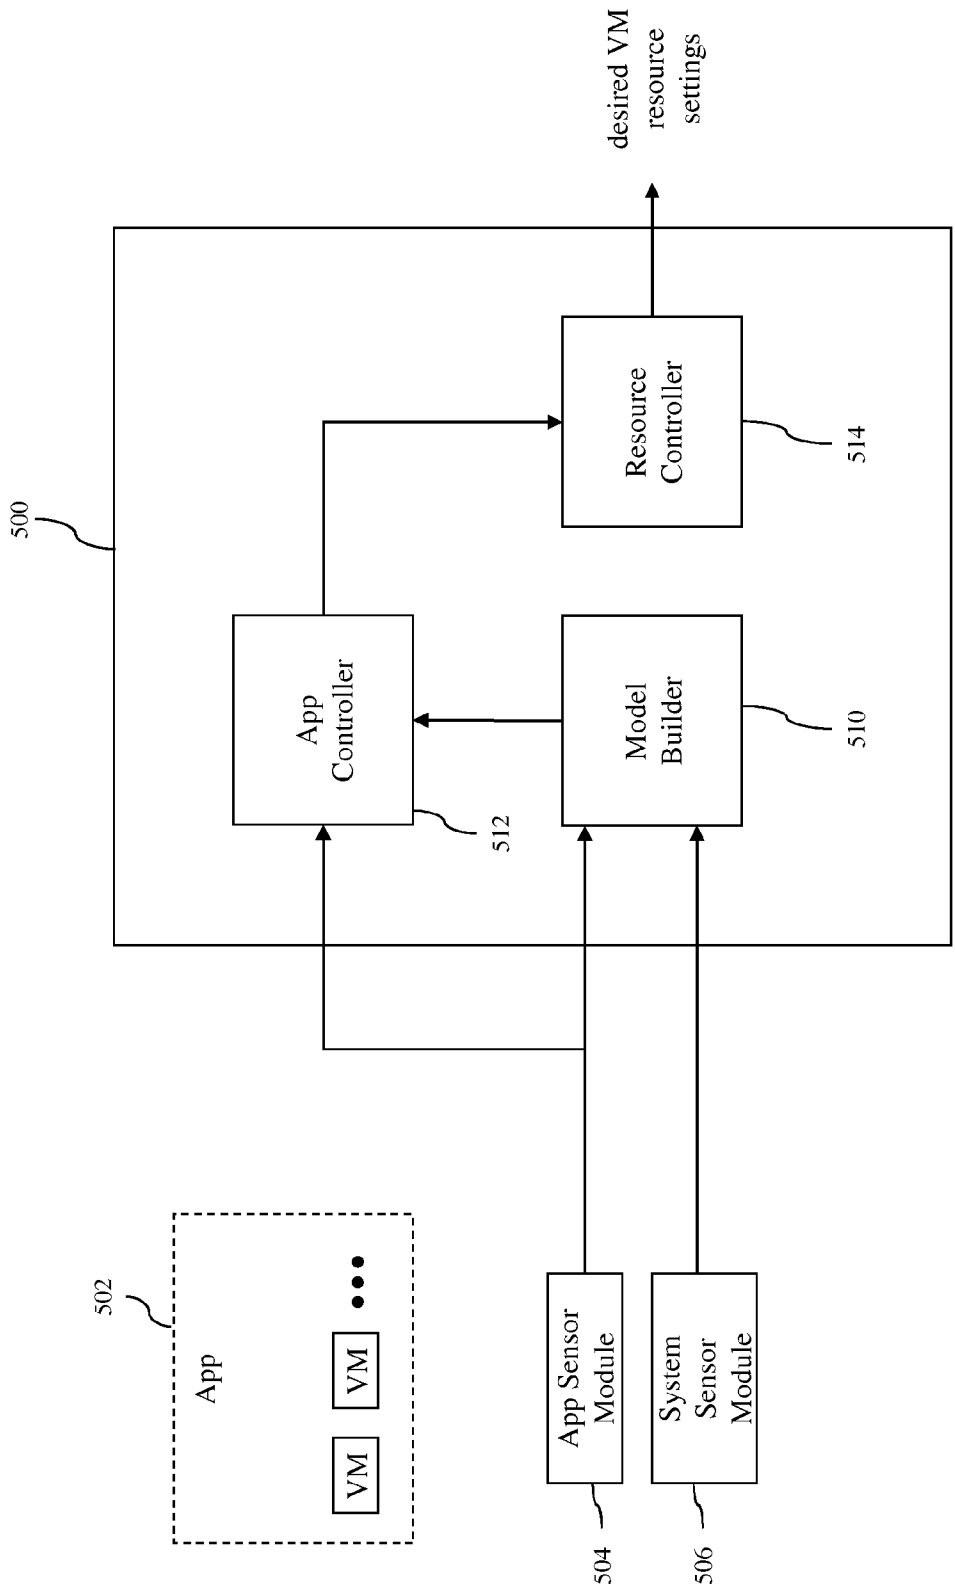 500
502
App
VM
VM
App
Controller
512
Resource
Controller
514
desired VM
resource
settings
Model
Builder
510
App Sensor
Module
504
System
Sensor
Module
506